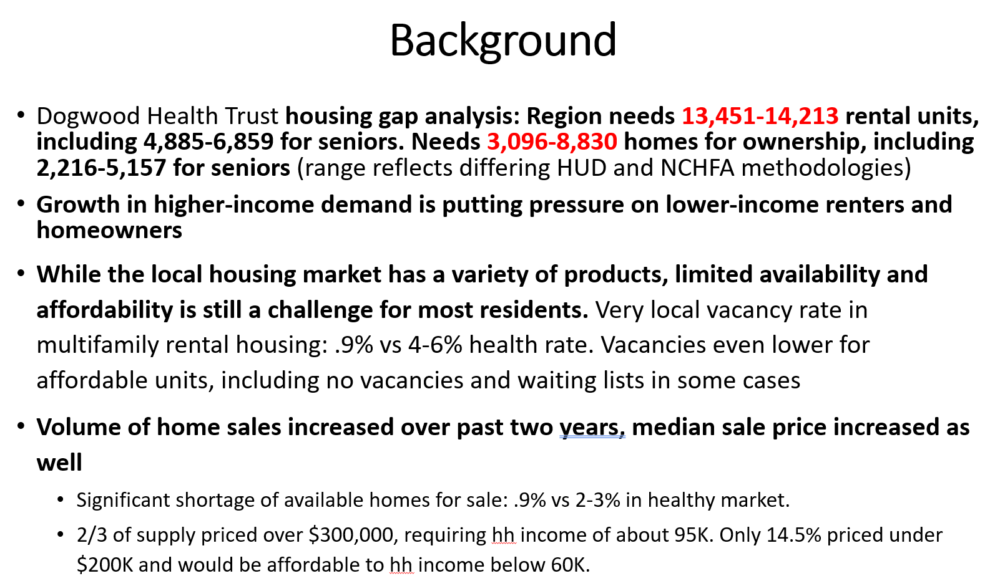 Background
• Dogwood Health Trust housing gap analysis: Region needs 13,451-14,213 rental units,
including 4,885-6,859 for seniors. Needs 3,096-8,830 homes for ownership, including
2,216-5,157 for seniors (range reflects differing HUD and NCHFA methodologies)
• Growth in higher-income demand is putting pressure on lower-income renters and
homeowners
• While the local housing market has a variety of products, limited availability and
affordability is still a challenge for most residents. Very local vacancy rate in
multifamily rental housing: .9% vs 4-6% health rate. Vacancies even lower for
affordable units, including no vacancies and waiting lists in some cases
• Volume of home sales increased over past two years, median sale price increased as
well
• Significant shortage of available homes for sale: .9% vs 2-3% in healthy market.
• 2/3 of supply priced over $300,000, requiring hh income of about 95K. Only 14.5% priced under
$200K and would be affordable to hh income below 60K.